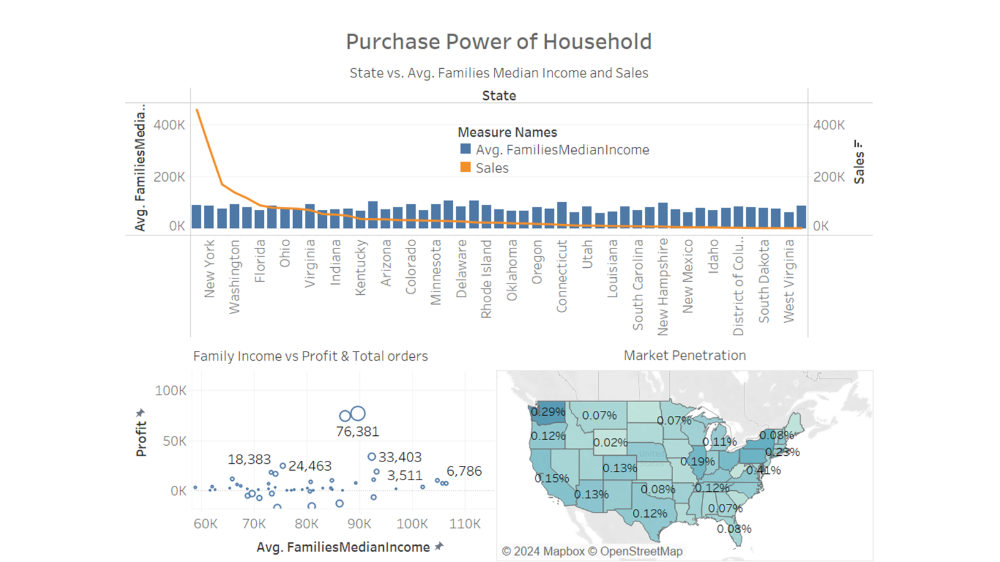 Purchase Power of Household
State vs. Avg. Families Median Income and Sales
State
Avg. FamiliesMedia..
400K
200K
0K
Measure Names
Avg. FamiliesMedianIncome
Sales
400K
200K
0K
Sales
New York
Washington
Florida
Ohio
Virginia
Indiana
Kentucky
Arizona
Colorado
Minnesota
Delaware
Rhode Island
Oklahoma
Oregon
Connecticut
Utah
Louisiana
South Carolina
New Hampshire
New Mexico
Idaho
District of Colu..
South Dakota
West Virginia
Family Income vs Profit & Total orders
Profit
100K
50K
0K
76,381
18,383
24,463
33,403
3,511
6,786
60K
70K
80K
90K
100K
110K
Avg. FamiliesMedianIncome
Market Penetration
0.29%
0.07%
0.07%
0.12%
0.02%
0.11%
0.08%
0.23%
United
States
0.19%
0.13%
0.41%
0.15%
0.13%
0.08%
0.12%
0.12%
0.07%
0.08%
© 2024 Mapbox © OpenStreetMap